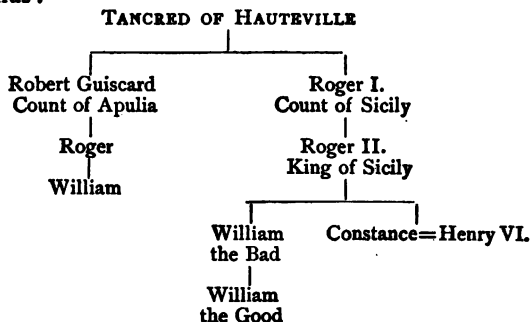 TANCRED OF HAUTEVILLE
Robert Guiscard
Count of Apulia
Roger I.
Count of Sicily
Roger
William
Roger II.
King of Sicily
William
the Bad
Constance=Henry VI.
William
the Good